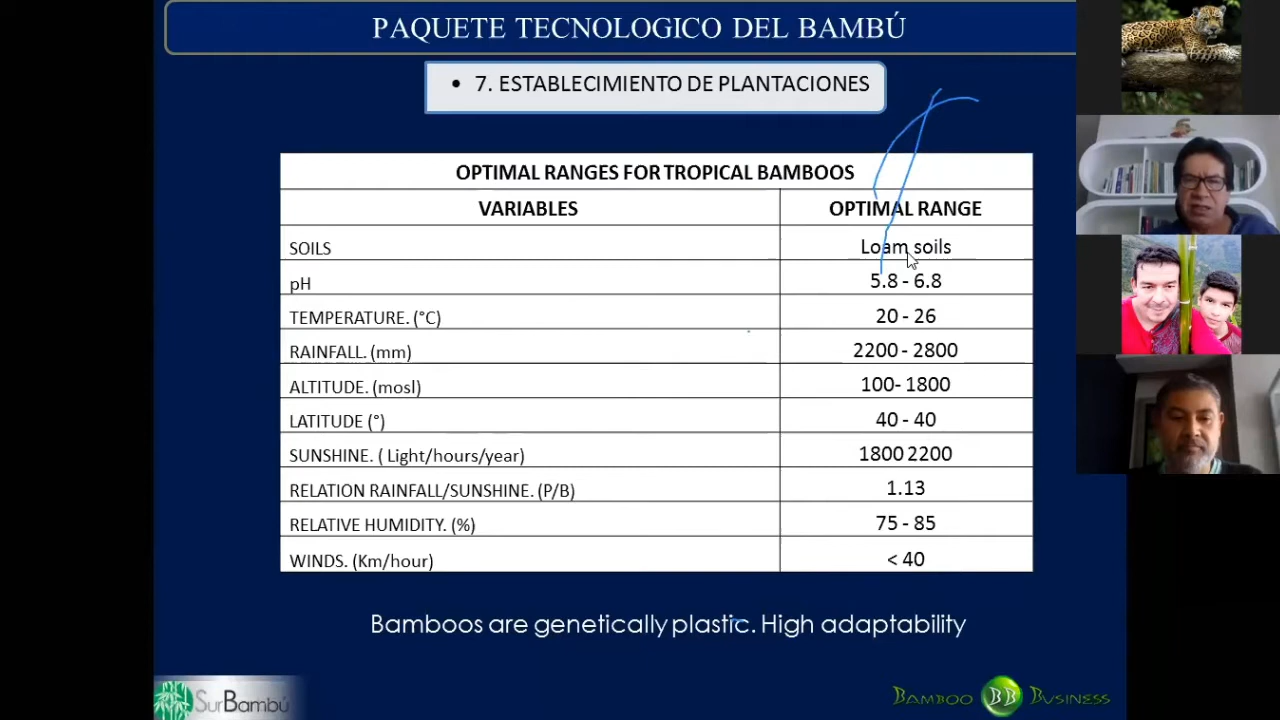 PAQUETE TECNOLOGICO DEL BAMBÚ
• 7. ESTABLECIMIENTO DE PLANTACIONES
OPTIMAL RANGES FOR TROPICAL BAMBOOS
VARIABLES OPTIMAL RANGE
SOILS Loam soils
pH 5.8 - 6.8
TEMPERATURE. (°C) 20 - 26
RAINFALL. (mm) 2200 - 2800
ALTITUDE. (mosl) 100- 1800
LATITUDE (°) 40 - 40
SUNSHINE. ( Light/hours/year) 1800 2200
RELATION RAINFALL/SUNSHINE. (P/B) 1.13
RELATIVE HUMIDITY. (%) 75 - 85
WINDS. (Km/hour) < 40
Bamboos are genetically plastic. High adaptability
SurBambú
BAMBOO BB BUSINESS